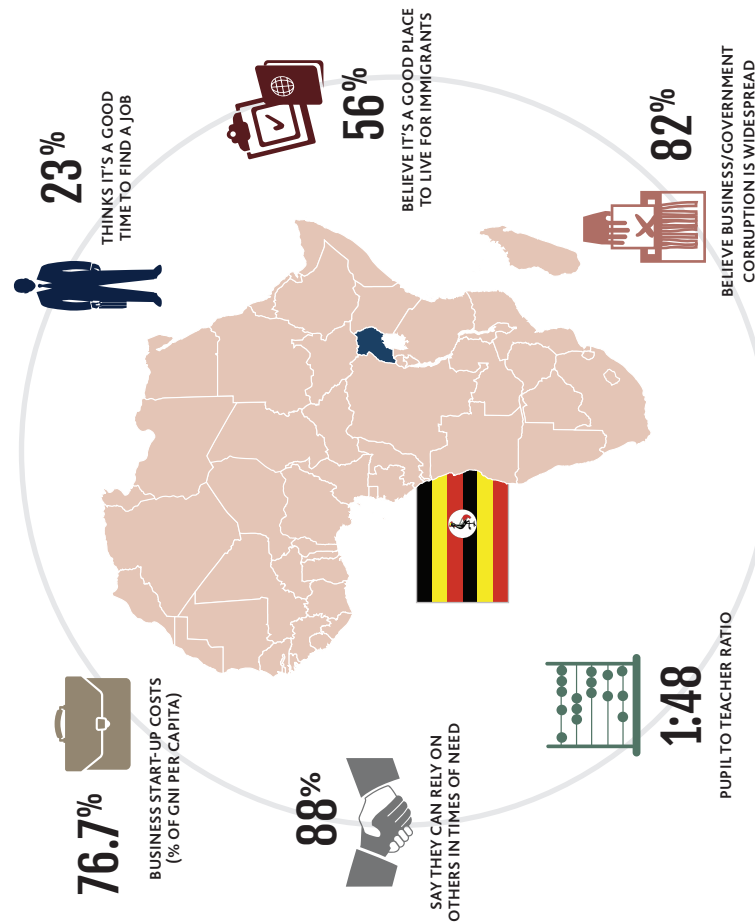 76.7%
BUSINESS START-UP COSTS
(% OF GNI PER CAPITA)
23%
THINKS IT'S A GOOD
TIME TO FIND A JOB
88%
SAY THEY CAN RELY ON
OTHERS IN TIMES OF NEED
56%
BELIEVE IT'S A GOOD PLACE
TO LIVE FOR IMMIGRANTS
1:48
PUPIL TO TEACHER RATIO
82%
BELIEVE BUSINESS/GOVERNMENT
CORRUPTION IS WIDESPREAD